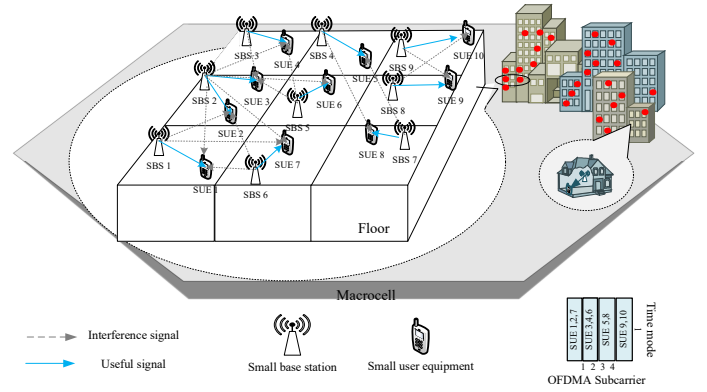 SBS 3
SUE 4
SBS 4
SUE 5
SBS 9
SUE 10
SBS 2
SUE 3
SBS 5
SUE 6
SBS 8
SUE 9
SUE 2
SBS 1
SUE 1
SBS 6
SUE 7
SUE 8
SBS 7
Floor
Macrocell
Interference signal
Useful signal
Small base station
Small user equipment
SUE 1,2,7
SUE 3,4,6
SUE 5,8
SUE 9,10
Time mode
1
1 2 3 4
OFDMA Subcarrier